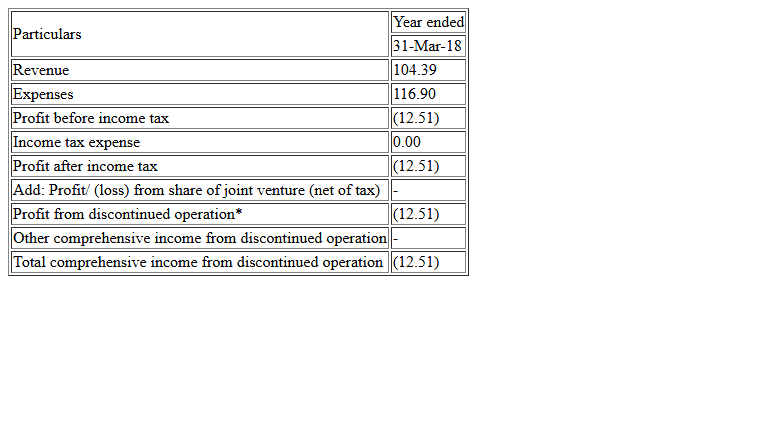 Particulars
Year ended
31-Mar-18
Revenue 104.39
Expenses 116.90
Profit before income tax (12.51)
Income tax expense 0.00
Profit after income tax (12.51)
Add: Profit/ (loss) from share of joint venture (net of tax) -
Profit from discontinued operation* (12.51)
Other comprehensive income from discontinued operation -
Total comprehensive income from discontinued operation (12.51)